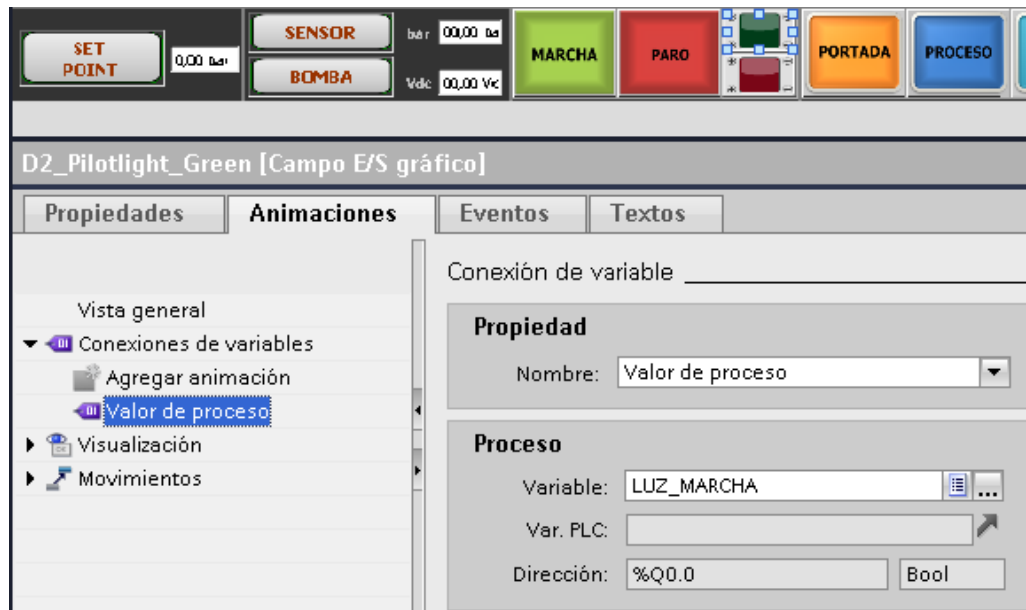 SET
POINT
0,00 bar
SENSOR
BOMBA
bar 00,00 ba
Vdc 00,00 Vc
MARCHA
PARO
PORTADA
PROCESO
D2_Pilotlight_Green [Campo E/S gráfico]
Propiedades Animaciones Eventos Textos
Vista general
Conexiones de variables
Agregar animación
Valor de proceso
Visualización
Movimientos
Conexión de variable
Propiedad
Nombre: Valor de proceso
Proceso
Variable: LUZ_MARCHA
Var. PLC:
Dirección: %Q0.0 Bool